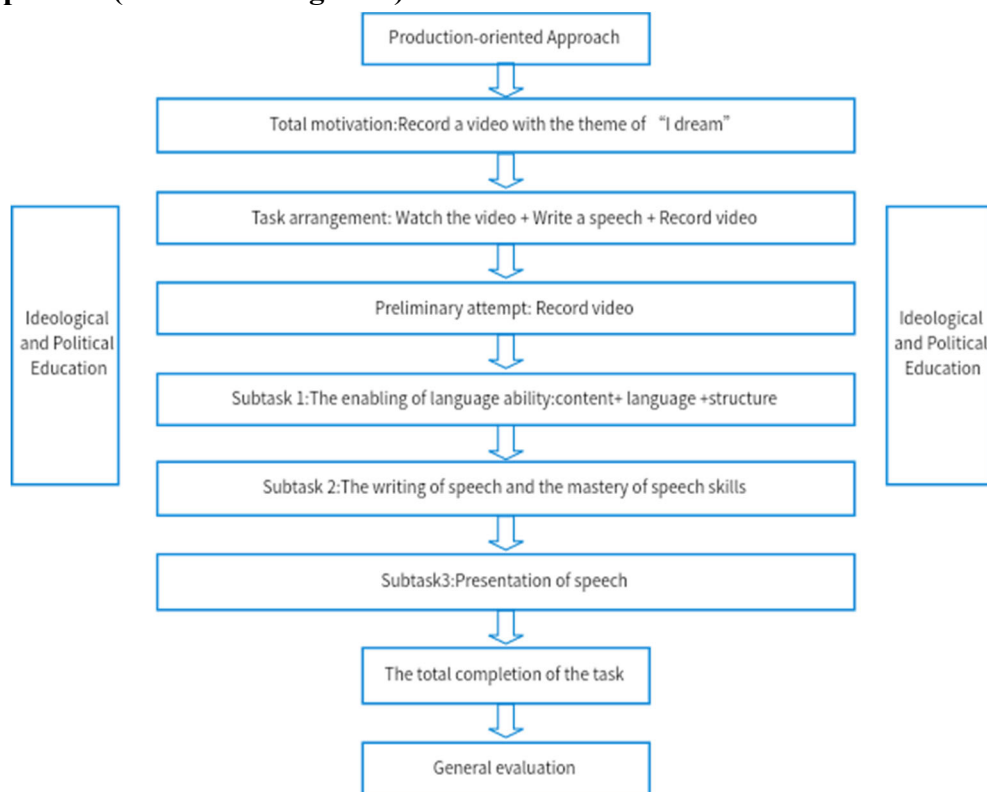 Production-oriented Approach
Total motivation:Record a video with the theme of “I dream”
Task arrangement: Watch the video + Write a speech + Record video
Preliminary attempt: Record video
Ideological
and Political
Education
Ideological
and Political
Education
Subtask 1:The enabling of language ability:content+ language +structure
Subtask 2:The writing of speech and the mastery of speech skills
Subtask3:Presentation of speech
The total completion of the task
General evaluation